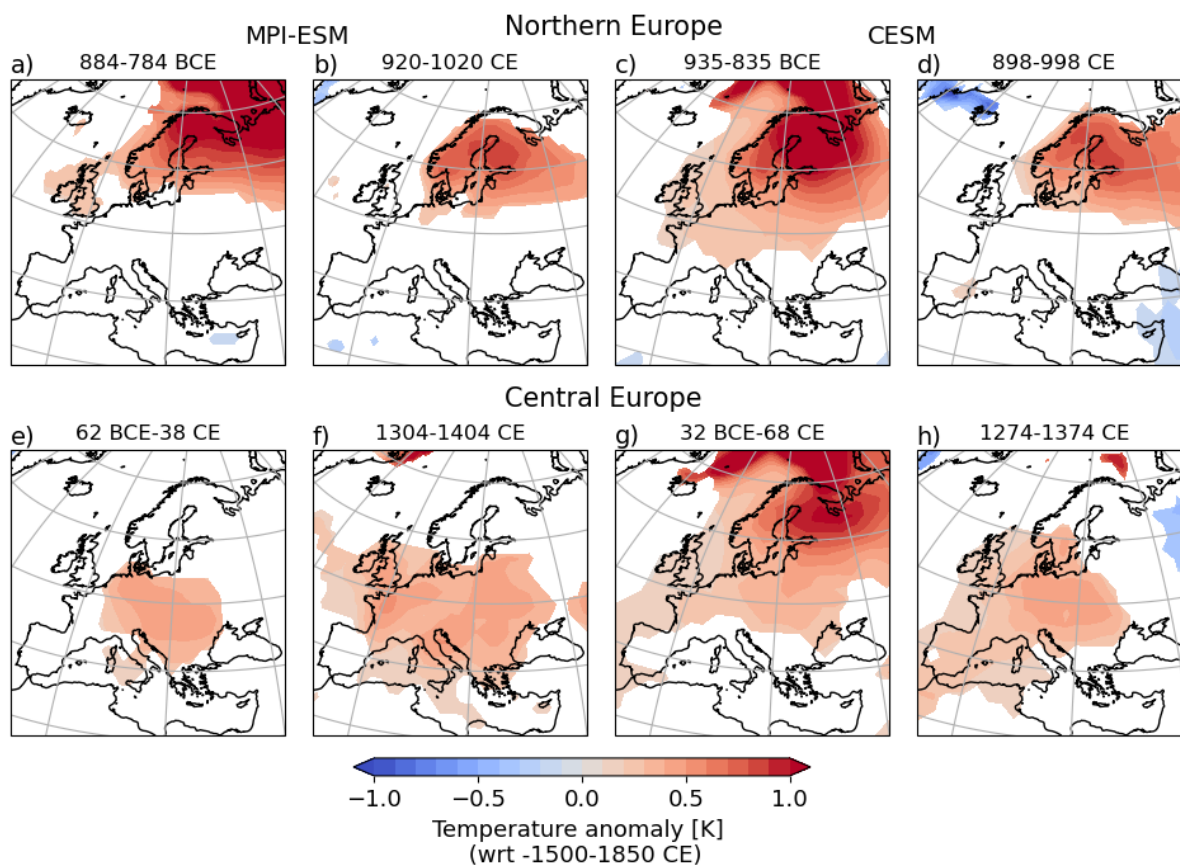 Northern Europe
MPI-ESM CESM
a) 884-784 BCE b) 920-1020 CE c) 935-835 BCE d) 898-998 CE
Central Europe
e) 62 BCE-38 CE f) 1304-1404 CE g) 32 BCE-68 CE h) 1274-1374 CE
−1.0 −0.5 0.0 0.5 1.0
Temperature anomaly [K]
(wrt -1500-1850 CE)